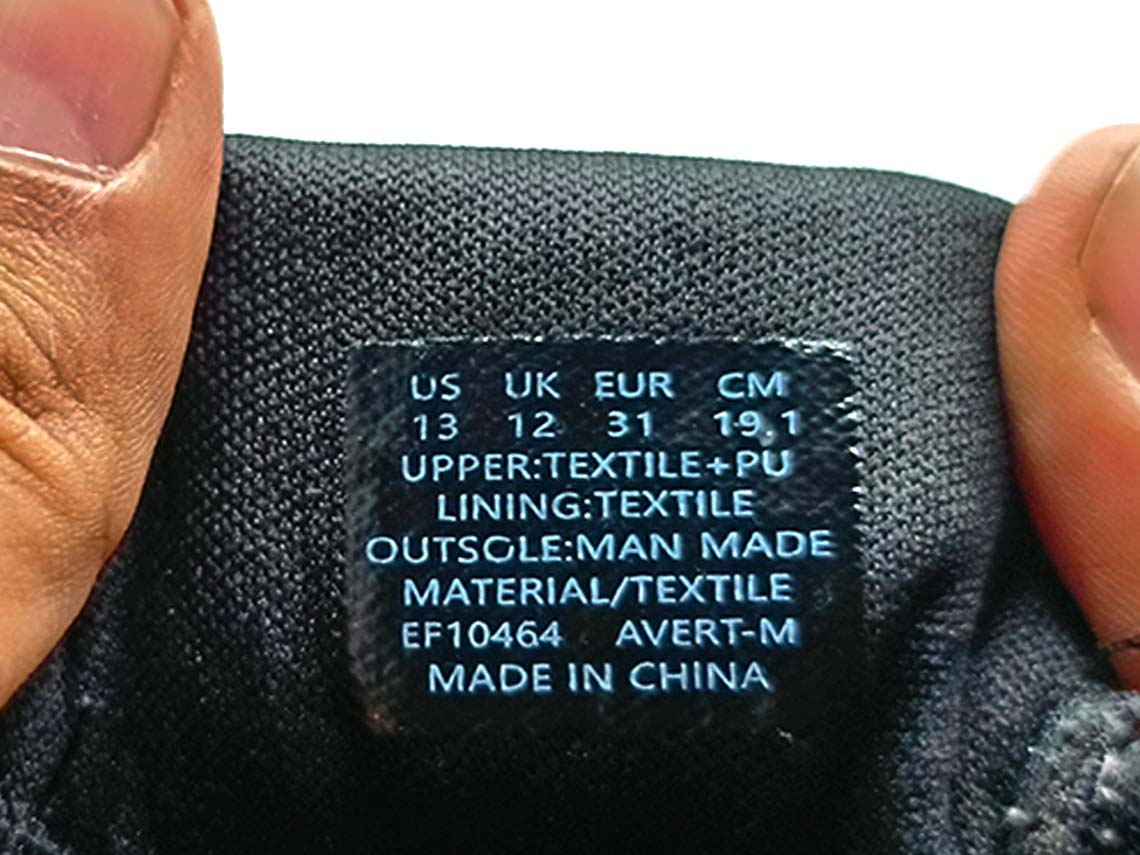 US UK EUR CM
13 12 31 19.1
UPPER:TEXTILE+PU
LINING:TEXTILE
OUTSOLE:MAN MADE
MATERIAL/TEXTILE
EF10464 AVERT-M
MADE IN CHINA